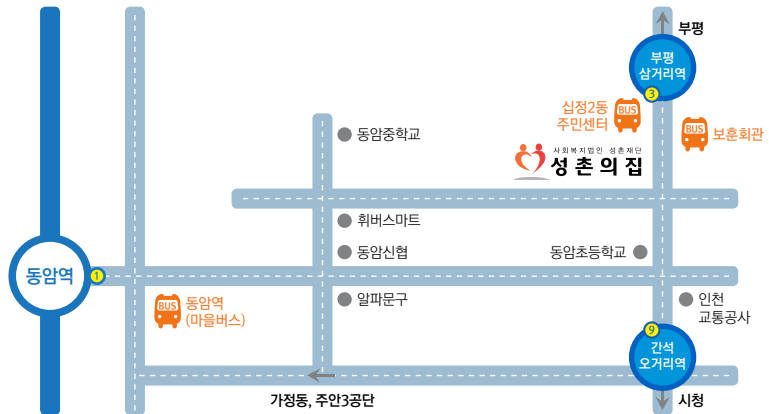 부평
부평
삼거리역
3
십정2동
주민센터
BUS
BUS
보훈회관
동암중학교
사회복지법인 성촌재단
성촌의집
휘버스마트
동암신협
동암초등학교
동암역
1
알파문구
BUS
동암역
(마을버스)
인천
교통공사
9
간석
오거리역
가정동, 주안3공단
시청